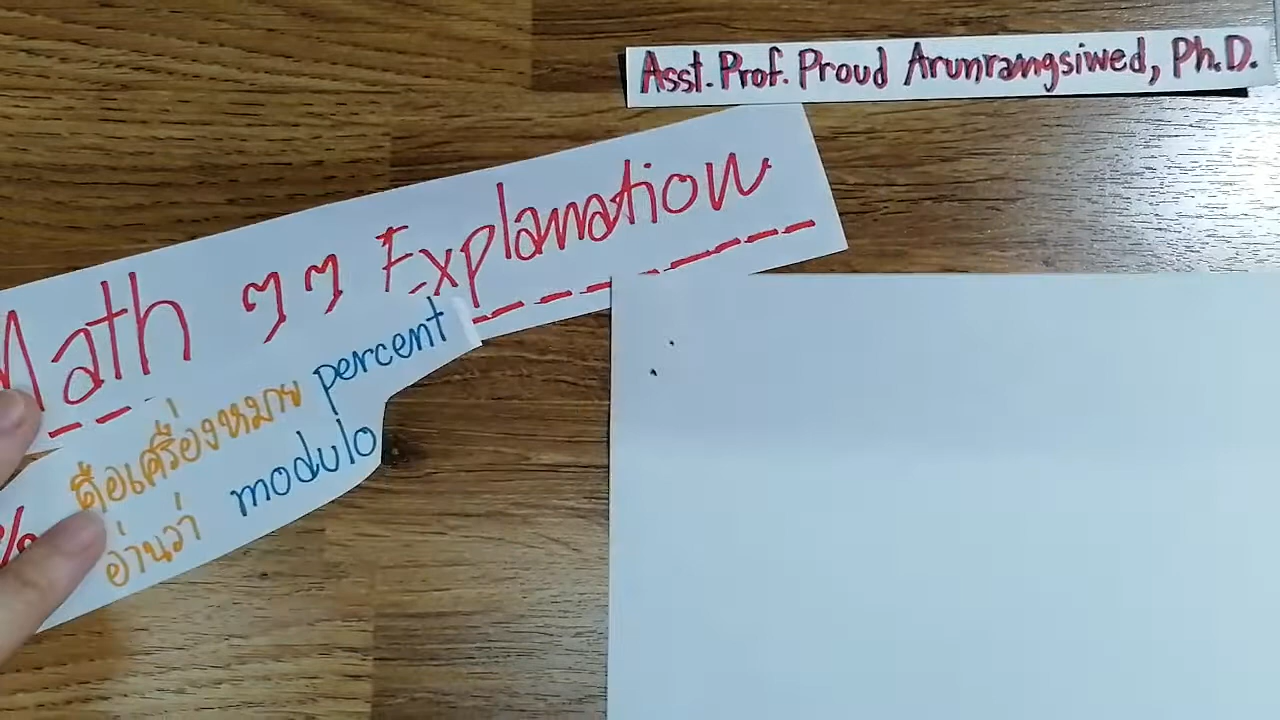 Asst. Prof. Proud Arunrangsiwed, Ph.D.
Math ๆๆ Explanation
% คือเครื่องหมาย percent
อ่านว่า modulo